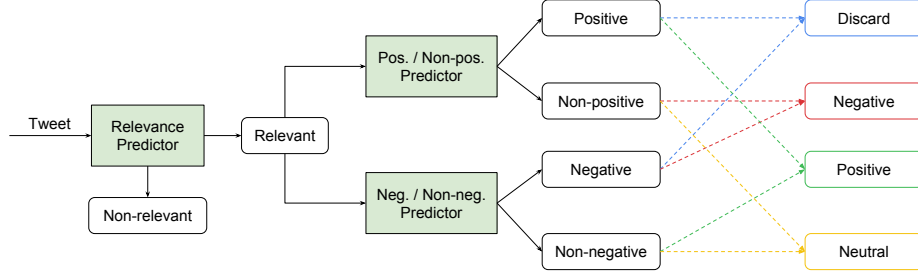 Tweet
Relevance
Predictor
Non-relevant
Relevant
Pos. / Non-pos.
Predictor
Neg. / Non-neg.
Predictor
Positive
Non-positive
Negative
Non-negative
Discard
Negative
Positive
Neutral